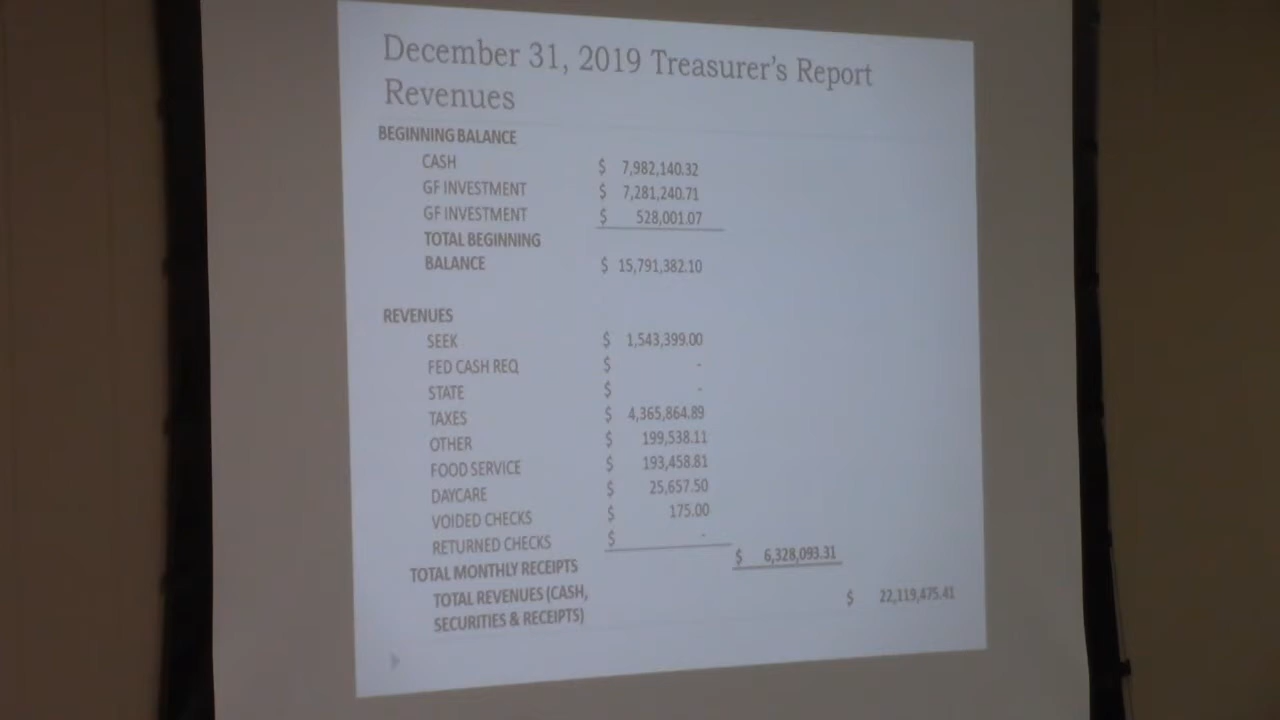 December 31, 2019 Treasurer's Report
Revenues
BEGINNING BALANCE
CASH $ 7,982,140.32
GF INVESTMENT $ 7,281,240.71
GF INVESTMENT $ 528,001.07
TOTAL BEGINNING
BALANCE $ 15,791,382.10
REVENUES
SEEK $ 1,543,399.00
FED CASH REQ $ -
STATE $ -
TAXES $ 4,365,864.89
OTHER $ 199,538.11
FOOD SERVICE $ 193,458.81
DAYCARE $ 25,657.50
VOIDED CHECKS $ 175.00
RETURNED CHECKS $ -
TOTAL MONTHLY RECEIPTS $ 6,328,093.31
TOTAL REVENUES (CASH,
SECURITIES & RECEIPTS) $ 22,119,475.41